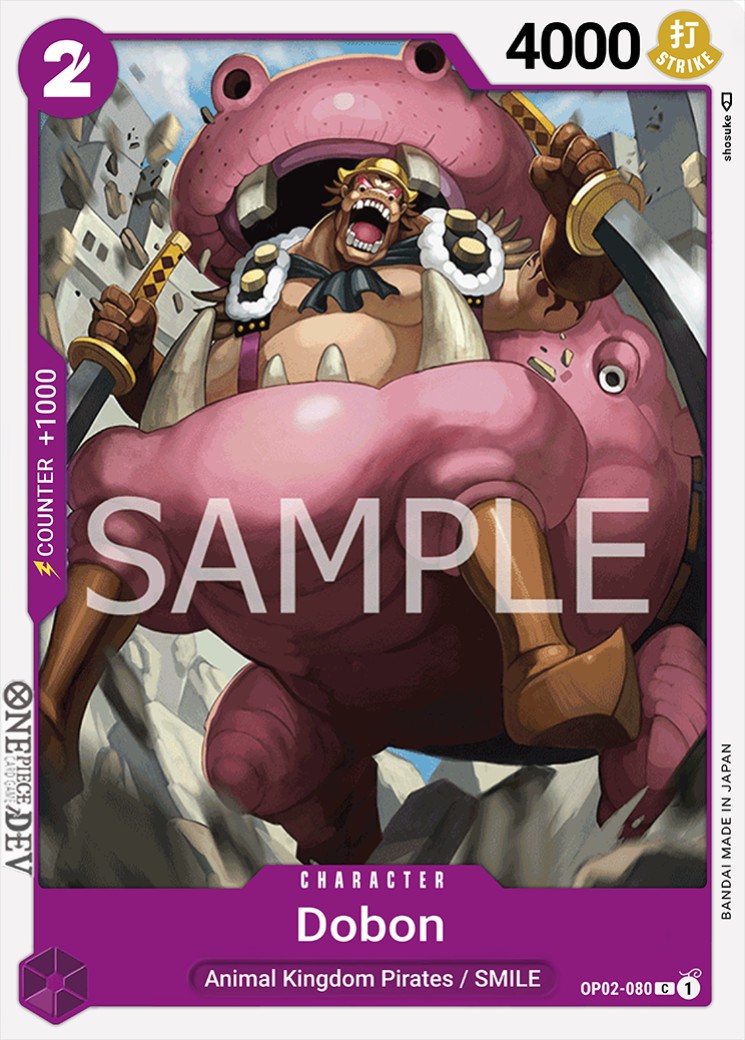 2
4000
打
STRIKE
shosuke
COUNTER +1000
SAMPLE
ONE PIECE
CARD GAME
DEV
BANDAI MADE IN JAPAN
CHARACTER
Dobon
Animal Kingdom Pirates / SMILE
OP02-080 C 1